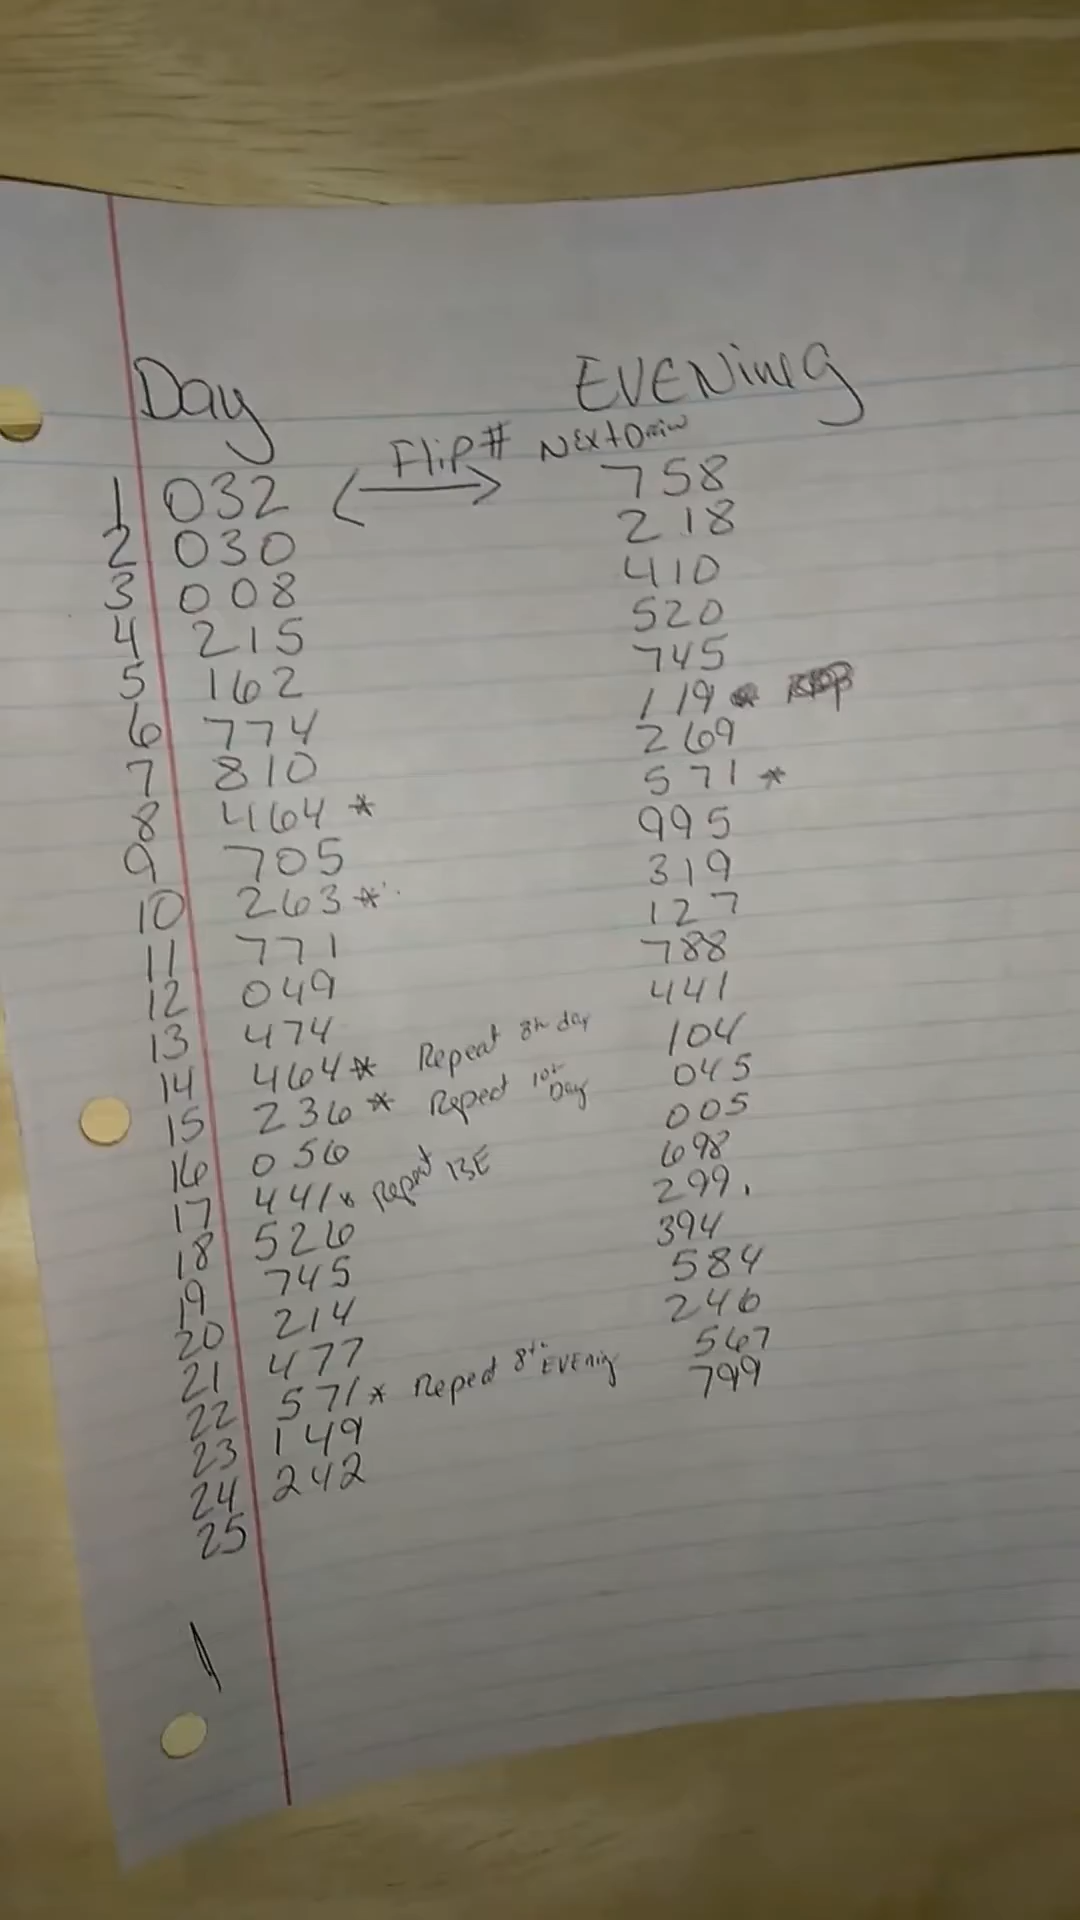 Day EVENING
Flip# NEXT Draw
1 032 758
2 030 218
3 008 410
4 215 520
5 162 745
6 774 119
7 810 269
8 464 * 571 *
9 705 995
10 263 * 319
11 771 127
12 049 788
13 474 441
14 464 * Repeat 8th day 104
15 236 * Repeat 10th Day 045
16 056 005
17 441 * Repeat 13E 698
18 526 299.
19 745 394
20 214 584
21 477 246
22 571 * Repeat 8th Evening 567
23 149 799
24 242
25
1